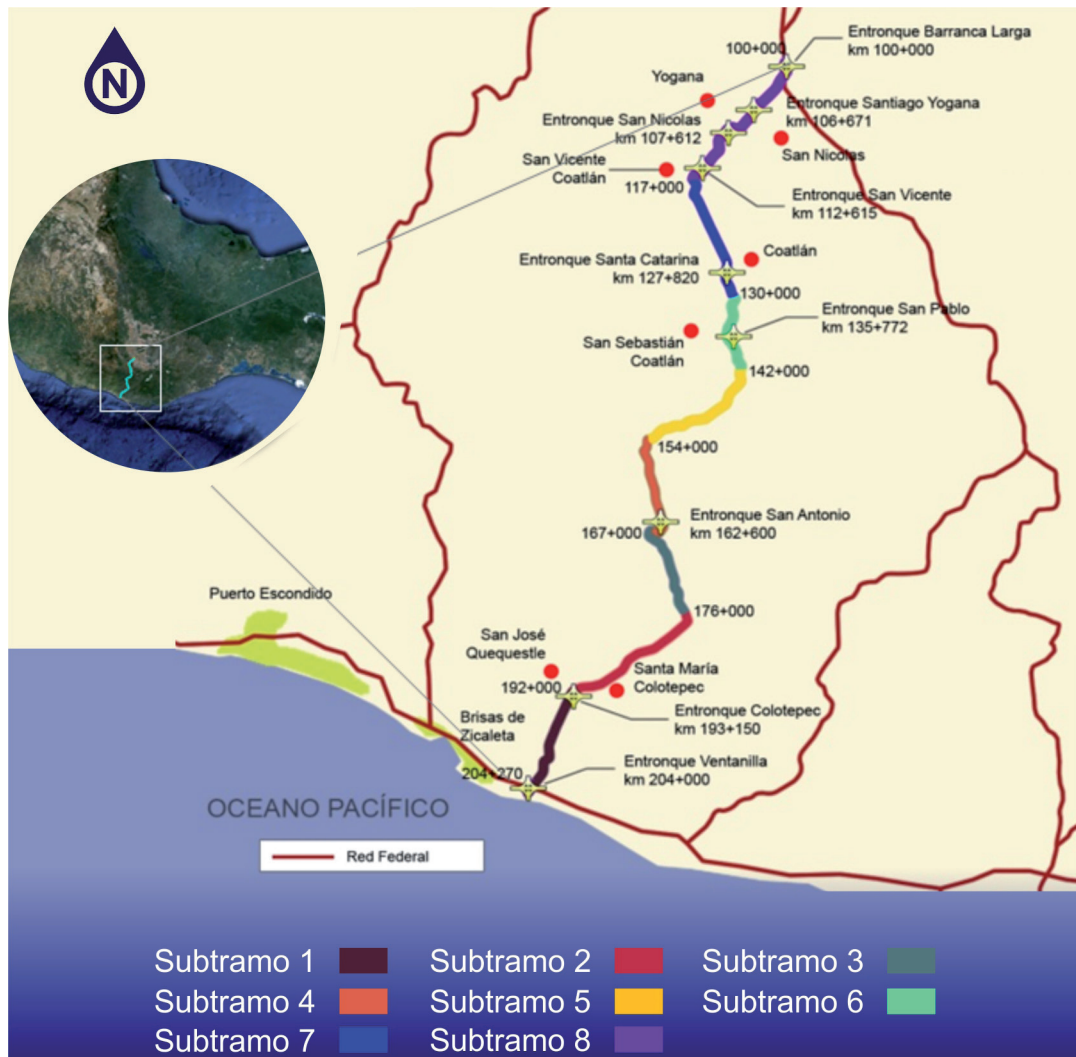 N
100+000
Entronque Barranca Larga
km 100+000
Yogana
Entronque Santiago Yogana
km 106+671
Entronque San Nicolas
km 107+612
San Nicolas
San Vicente
Coatlán
117+000
Entronque San Vicente
km 112+615
Coatlán
Entronque Santa Catarina
km 127+820
130+000
Entronque San Pablo
km 135+772
San Sebastián
Coatlán
142+000
154+000
Entronque San Antonio
km 162+600
167+000
176+000
Puerto Escondido
San José
Quequestle
Santa María
Colotepec
192+000
Entronque Colotepec
km 193+150
Brisas de
Zicaleta
204+270
Entronque Ventanilla
km 204+000
OCEANO PACÍFICO
Red Federal
Subtramo 1
Subtramo 2
Subtramo 3
Subtramo 4
Subtramo 5
Subtramo 6
Subtramo 7
Subtramo 8